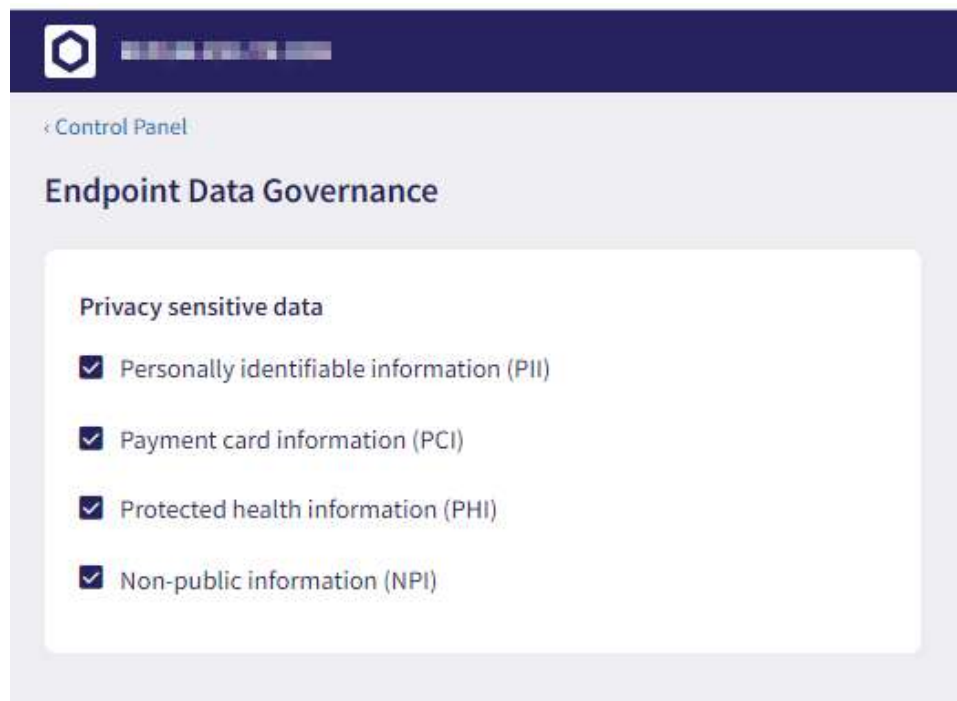 ‹ Control Panel
Endpoint Data Governance
Privacy sensitive data
Personally identifiable information (PII)
Payment card information (PCI)
Protected health information (PHI)
Non-public information (NPI)